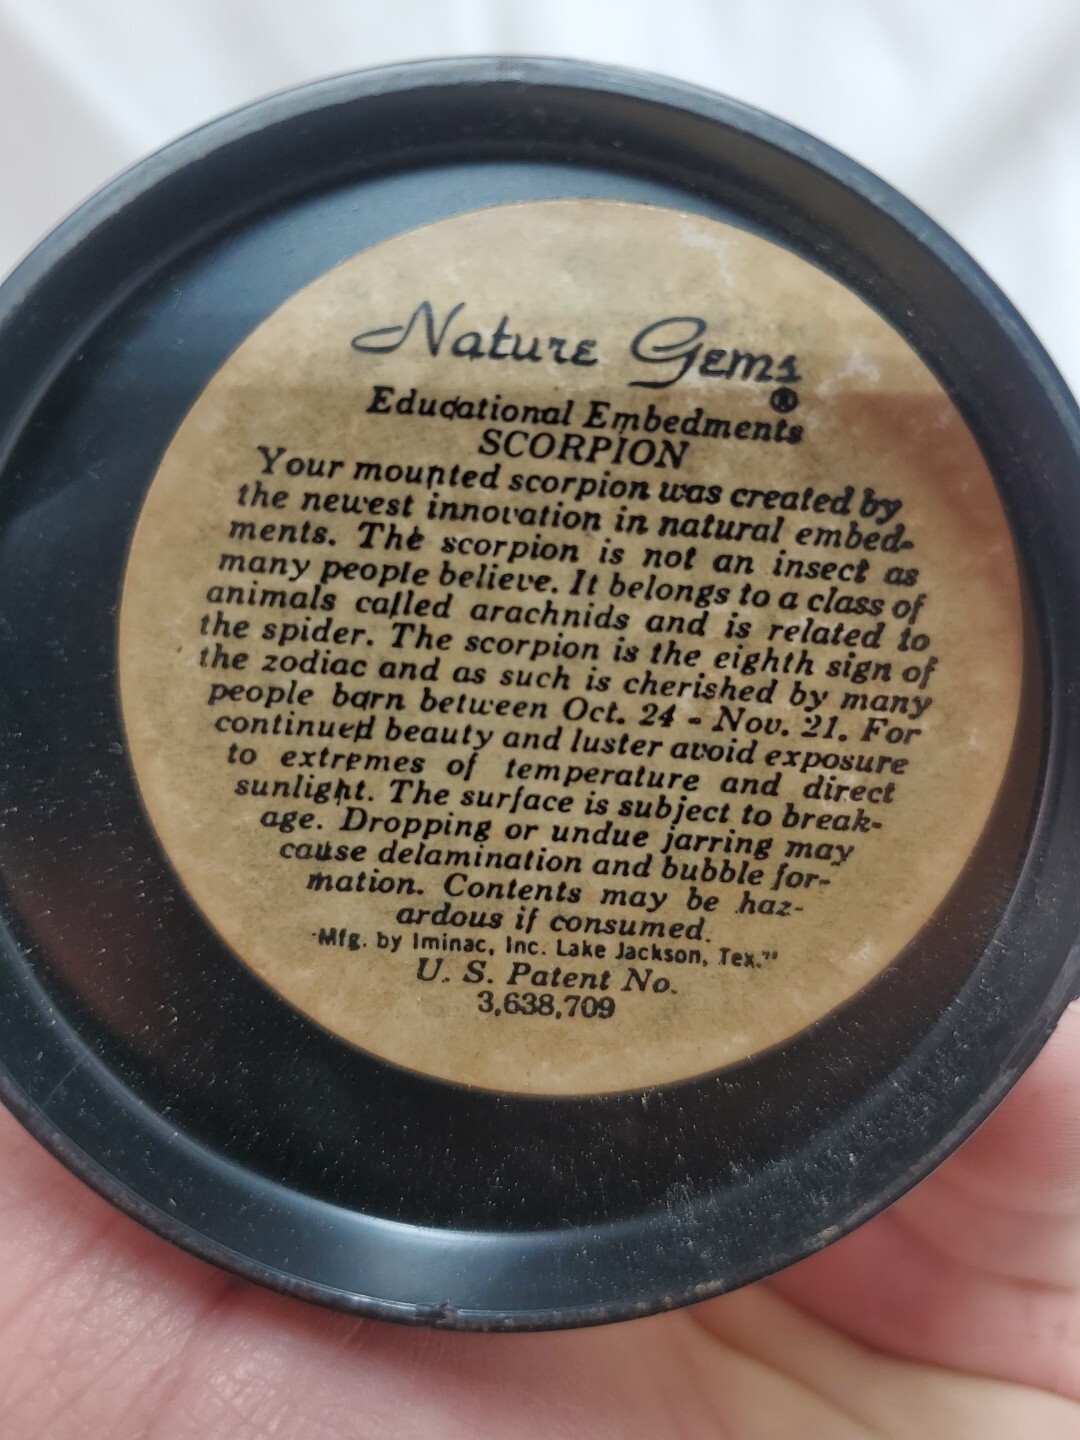 Nature Gems
®
Educational Embedments
SCORPION
Your mounted scorpion was created by
the newest innovation in natural embed-
ments. The scorpion is not an insect as
many people believe. It belongs to a class of
animals called arachnids and is related to
the spider. The scorpion is the eighth sign of
the zodiac and as such is cherished by many
people born between Oct. 24 - Nov. 21. For
continued beauty and luster avoid exposure
to extremes of temperature and direct
sunlight. The surface is subject to break-
age. Dropping or undue jarring may
cause delamination and bubble for-
mation. Contents may be haz-
ardous if consumed.
"Mfg. by Iminac, Inc. Lake Jackson, Tex."
U. S. Patent No.
3,638,709